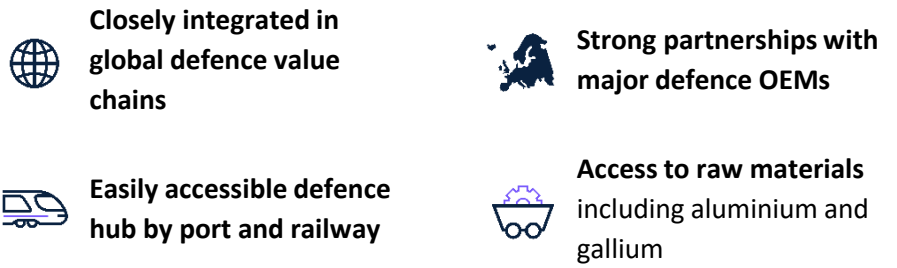 Closely integrated in
global defence value
chains
Strong partnerships with
major defence OEMs
Easily accessible defence
hub by port and railway
Access to raw materials
including aluminium and
gallium